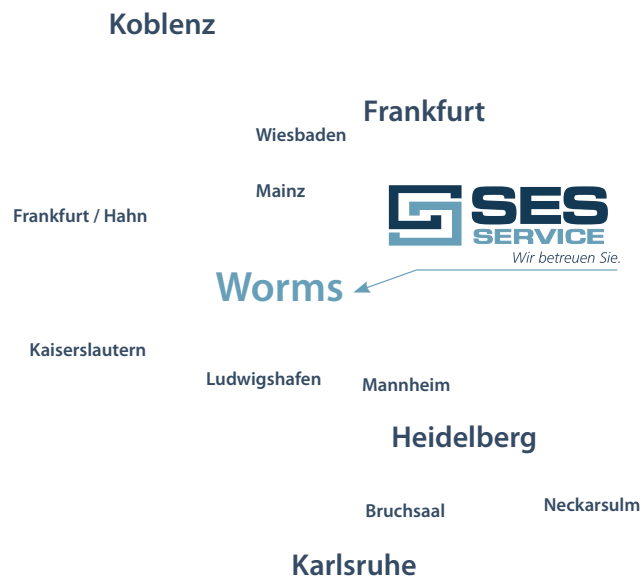 Koblenz
Frankfurt
Wiesbaden
Mainz
Frankfurt / Hahn
SES
SERVICE
Wir betreuen Sie.
Worms
Kaiserslautern
Ludwigshafen
Mannheim
Heidelberg
Bruchsaal
Neckarsulm
Karlsruhe